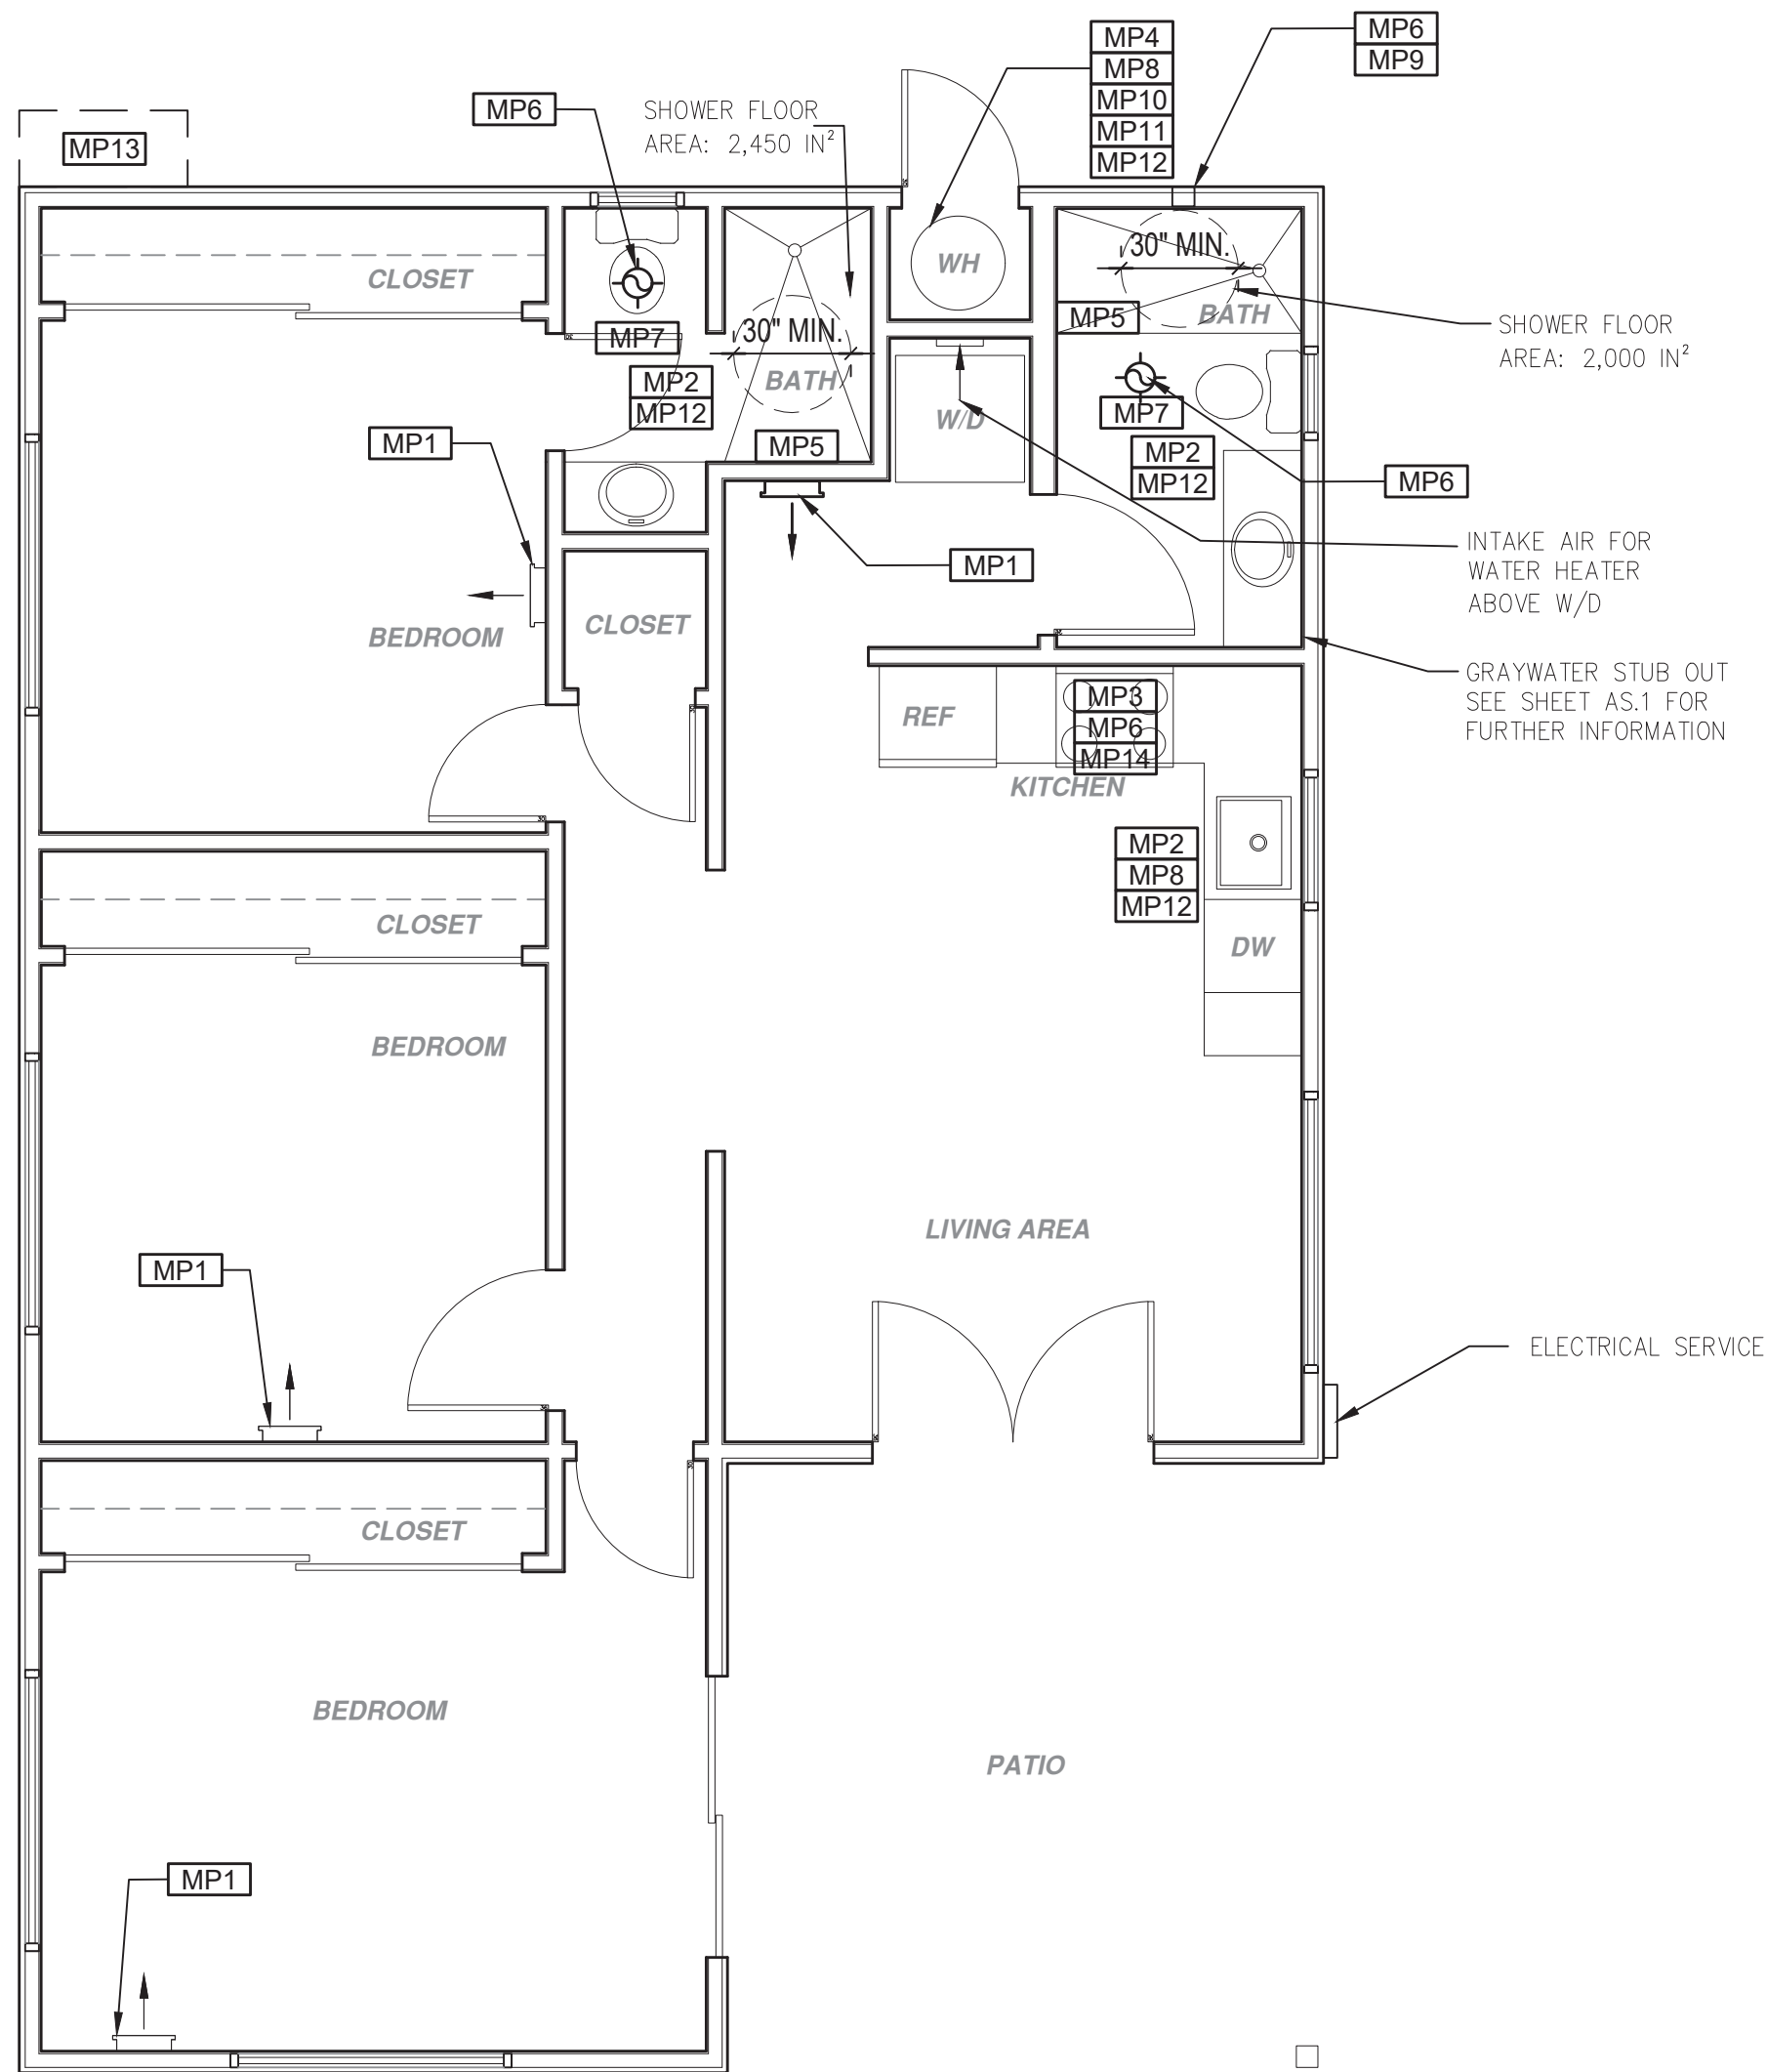 MP4
MP8
MP10
MP11
MP12
MP6
MP9
MP6
SHOWER FLOOR
AREA: 2,450 IN²
MP13
CLOSET
WH
30" MIN.
BATH
MP5
SHOWER FLOOR
AREA: 2,000 IN²
MP7
30" MIN.
BATH
MP2
MP12
MP5
MP1
W/D
MP7
MP2
MP12
MP6
INTAKE AIR FOR
WATER HEATER
ABOVE W/D
MP1
BEDROOM
CLOSET
GRAYWATER STUB OUT
SEE SHEET AS.1 FOR
FURTHER INFORMATION
REF
MP3
MP6
MP14
KITCHEN
MP2
MP8
MP12
DW
CLOSET
BEDROOM
LIVING AREA
MP1
ELECTRICAL SERVICE
CLOSET
BEDROOM
PATIO
MP1